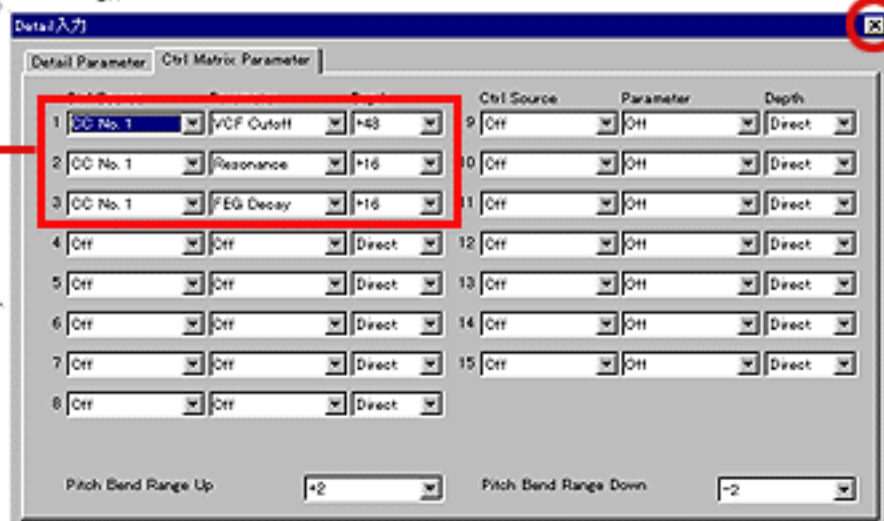 Detail入力
Detail Parameter Ctrl Matrix Parameter
Ctrl Source Parameter Depth
1 CC No. 1 VCF Cutoff +48
2 CC No. 1 Resonance +16
3 CC No. 1 FEG Decay +16
4 Off Off Direct
5 Off Off Direct
6 Off Off Direct
7 Off Off Direct
8 Off Off Direct
9 Off Off Direct
10 Off Off Direct
11 Off Off Direct
12 Off Off Direct
13 Off Off Direct
14 Off Off Direct
15 Off Off Direct
Pitch Bend Range Up +2
Pitch Bend Range Down -2